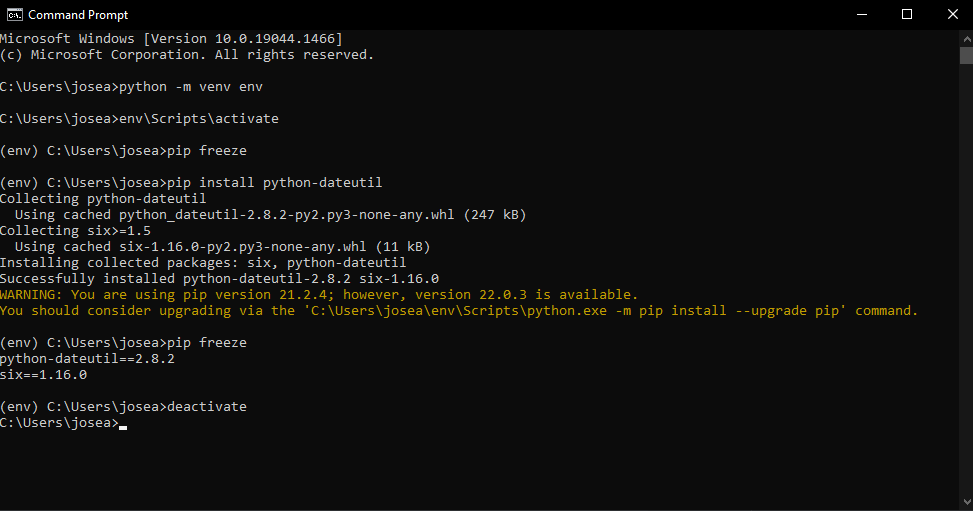 Command Prompt
Microsoft Windows [Version 10.0.19044.1466]
(c) Microsoft Corporation. All rights reserved.
C:\Users\josea>python -m venv env
C:\Users\josea>env\Scripts\activate
(env) C:\Users\josea>pip freeze
(env) C:\Users\josea>pip install python-dateutil
Collecting python-dateutil
  Using cached python_dateutil-2.8.2-py2.py3-none-any.whl (247 kB)
Collecting six>=1.5
  Using cached six-1.16.0-py2.py3-none-any.whl (11 kB)
Installing collected packages: six, python-dateutil
Successfully installed python-dateutil-2.8.2 six-1.16.0
WARNING: You are using pip version 21.2.4; however, version 22.0.3 is available.
You should consider upgrading via the 'C:\Users\josea\env\Scripts\python.exe -m pip install --upgrade pip' command.
(env) C:\Users\josea>pip freeze
python-dateutil==2.8.2
six==1.16.0
(env) C:\Users\josea>deactivate
C:\Users\josea>